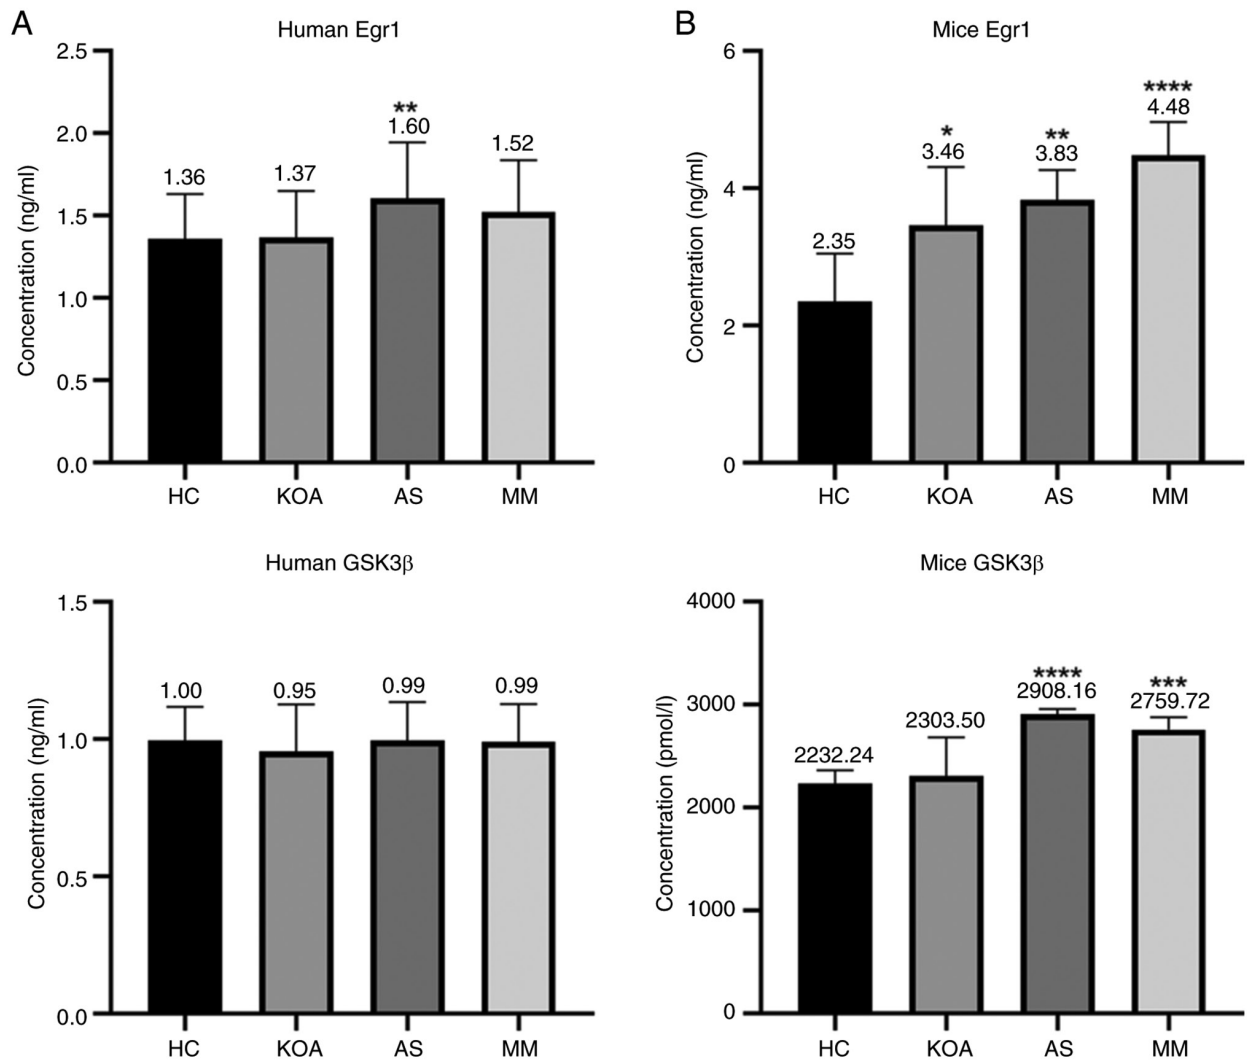 A
Human Egr1
Concentration (ng/ml)
2.5
2.0
1.5
1.0
0.5
0.0
1.36
1.37
**
1.60
1.52
HC KOA AS MM
B
Mice Egr1
Concentration (ng/ml)
6
4
2
0
2.35
*
3.46
**
3.83
****
4.48
HC KOA AS MM
Human GSK3β
Concentration (ng/ml)
1.5
1.0
0.5
0.0
1.00
0.95
0.99
0.99
HC KOA AS MM
Mice GSK3β
Concentration (pmol/l)
4000
3000
2000
1000
0
2232.24
2303.50
****
2908.16
***
2759.72
HC KOA AS MM